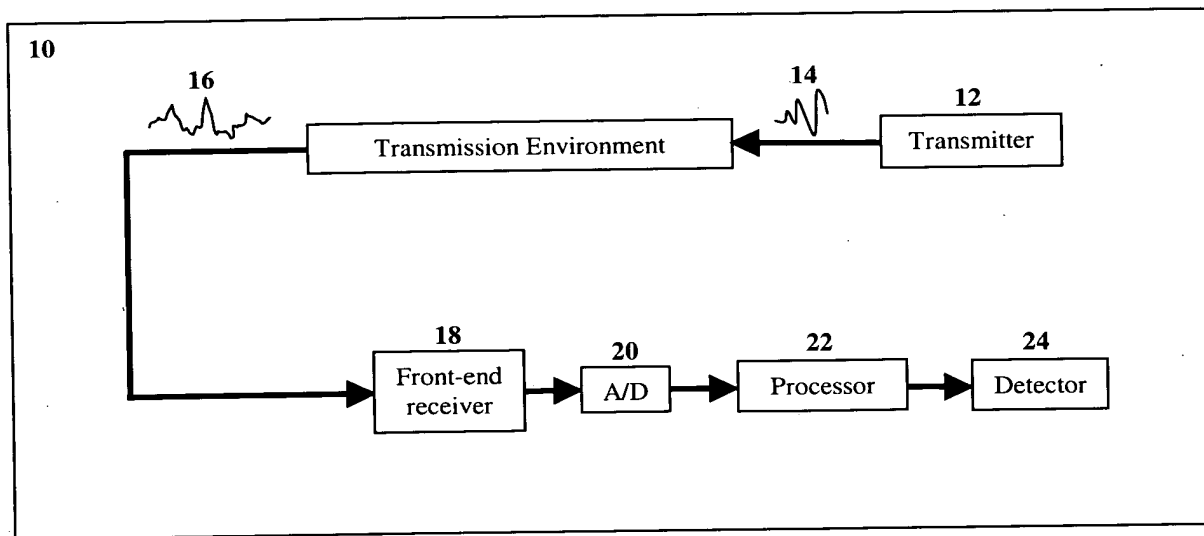 10
16
14
12
Transmission Environment
Transmitter
18
20
22
24
Front-end
receiver
A/D
Processor
Detector